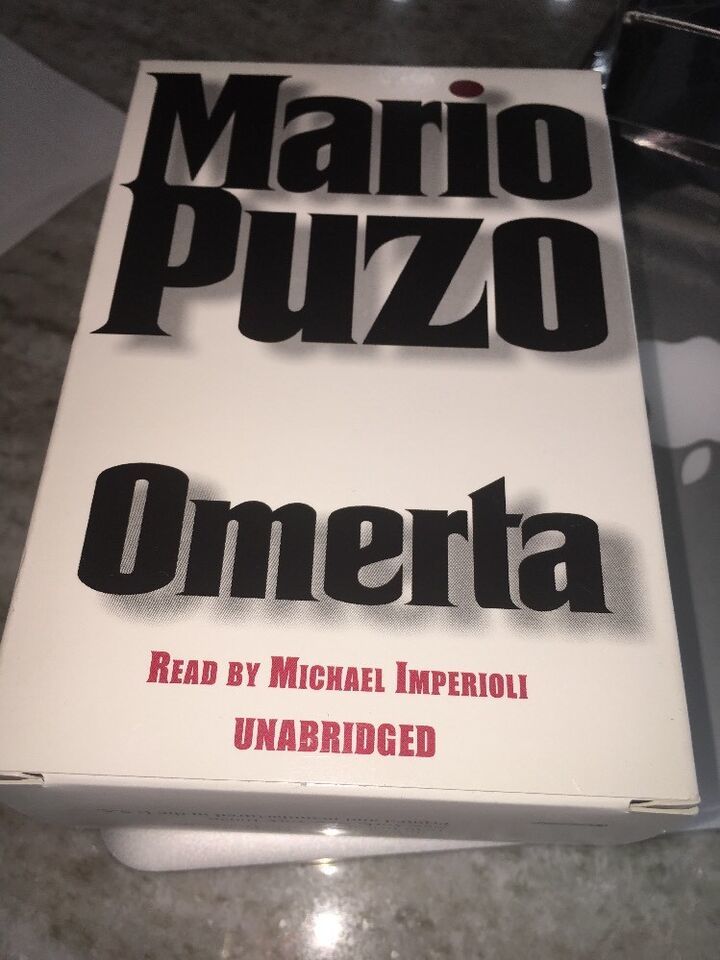 Mario
Puzo
Omerta
READ BY MICHAEL IMPERIOLI
UNABRIDGED